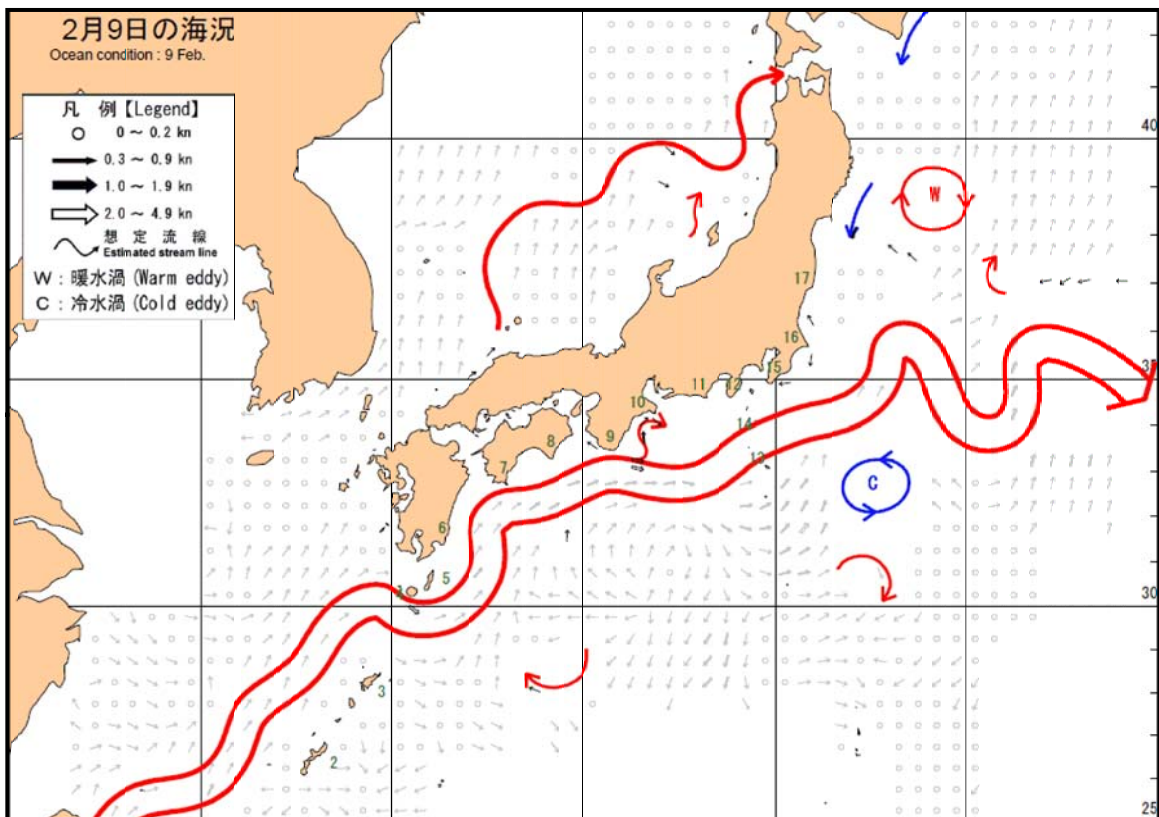 2月9日の海況
Ocean condition : 9 Feb.
凡 例【Legend】
0 ～ 0.2 kn
0.3 ～ 0.9 kn
1.0 ～ 1.9 kn
2.0 ～ 4.9 kn
想 定 流 線
Estimated stream line
W : 暖水渦 (Warm eddy)
C : 冷水渦 (Cold eddy)
40
W
17
16
15
35
12
11
10
14
9
8
13
7
C
6
5
4
30
3
2
25